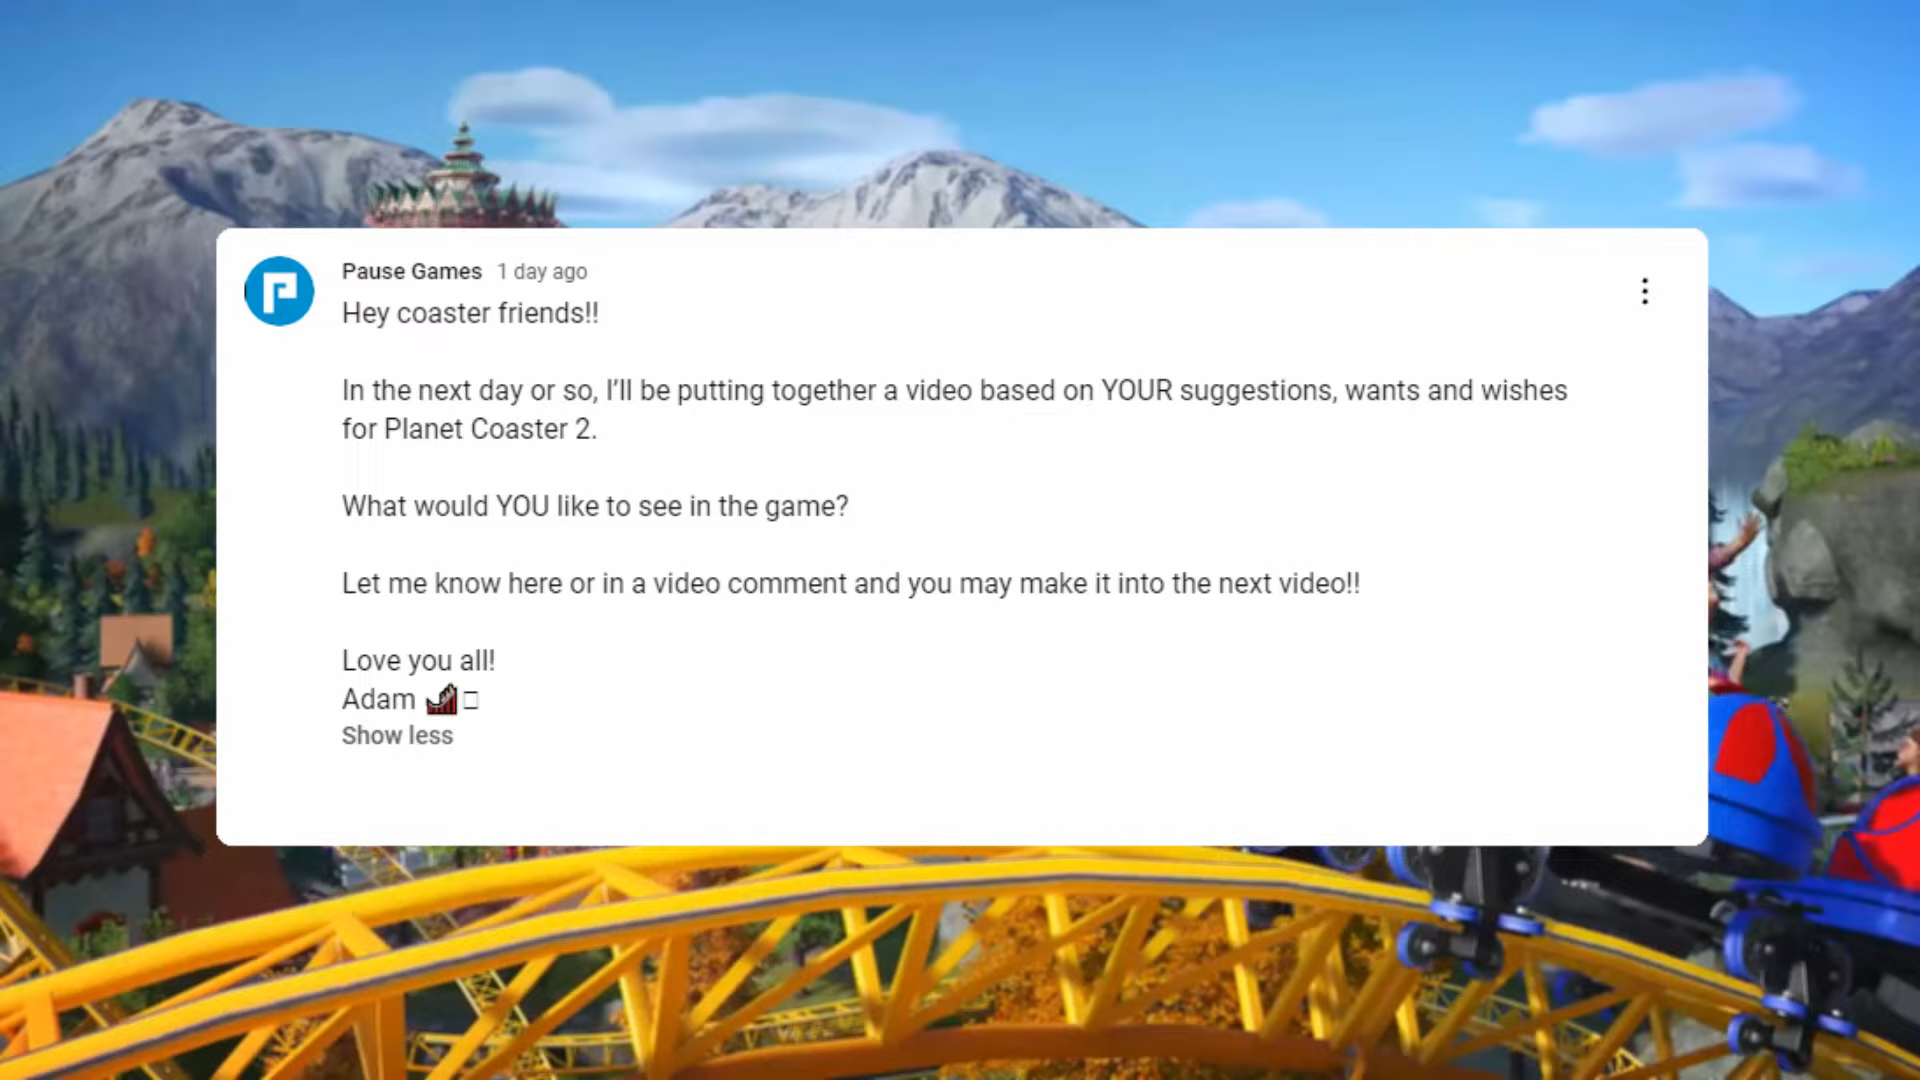 Pause Games 1 day ago
Hey coaster friends!!
In the next day or so, I’ll be putting together a video based on YOUR suggestions, wants and wishes
for Planet Coaster 2.
What would YOU like to see in the game?
Let me know here or in a video comment and you may make it into the next video!!
Love you all!
Adam 🎢□
Show less